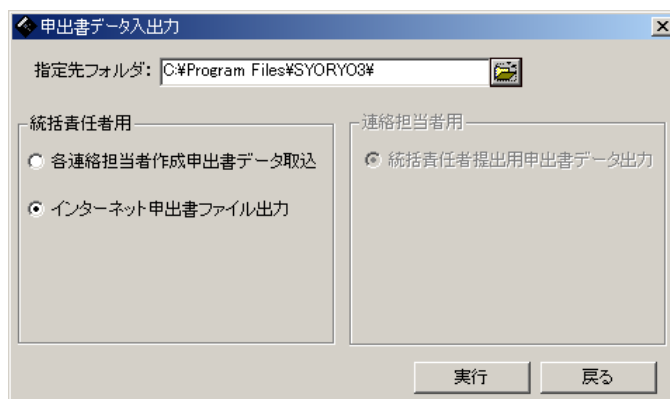 申出書データ入出力
指定先フォルダ: C:¥Program Files¥SYORYO3¥
統括責任者用
各連絡担当者作成申出書データ取込
インターネット申出書ファイル出力
連絡担当者用
統括責任者提出用申出書データ出力
実行
戻る